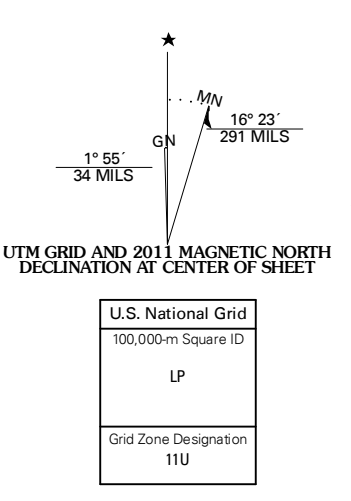 MN
16° 23´
291 MILS
GN
1° 55´
34 MILS
UTM GRID AND 2011 MAGNETIC NORTH
DECLINATION AT CENTER OF SHEET
U.S. National Grid
100,000-m Square ID
LP
Grid Zone Designation
11U